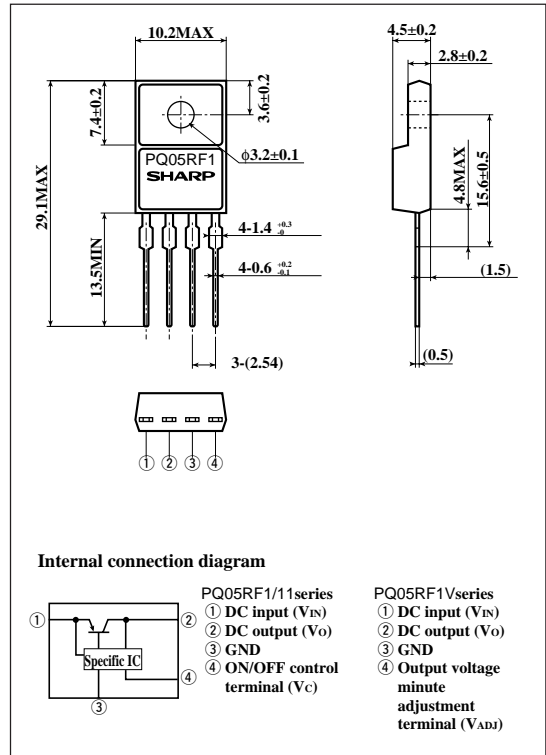 10.2MAX
4.5±0.2
2.8±0.2
7.4±0.2
3.6±0.2
29.1MAX
PQ05RF1
SHARP
ϕ3.2±0.1
4.8MAX
15.6±0.5
13.5MIN
4-1.4 +0.3 -0
4-0.6 +0.2 -0.1
(1.5)
3-(2.54)
(0.5)
① ② ③ ④
Internal connection diagram
①
②
Specific IC
④
③
PQ05RF1/11series
① DC input (VIN)
② DC output (VO)
③ GND
④ ON/OFF control
terminal (VC)
PQ05RF1Vseries
① DC input (VIN)
② DC output (VO)
③ GND
④ Output voltage
minute
adjustment
terminal (VADJ)